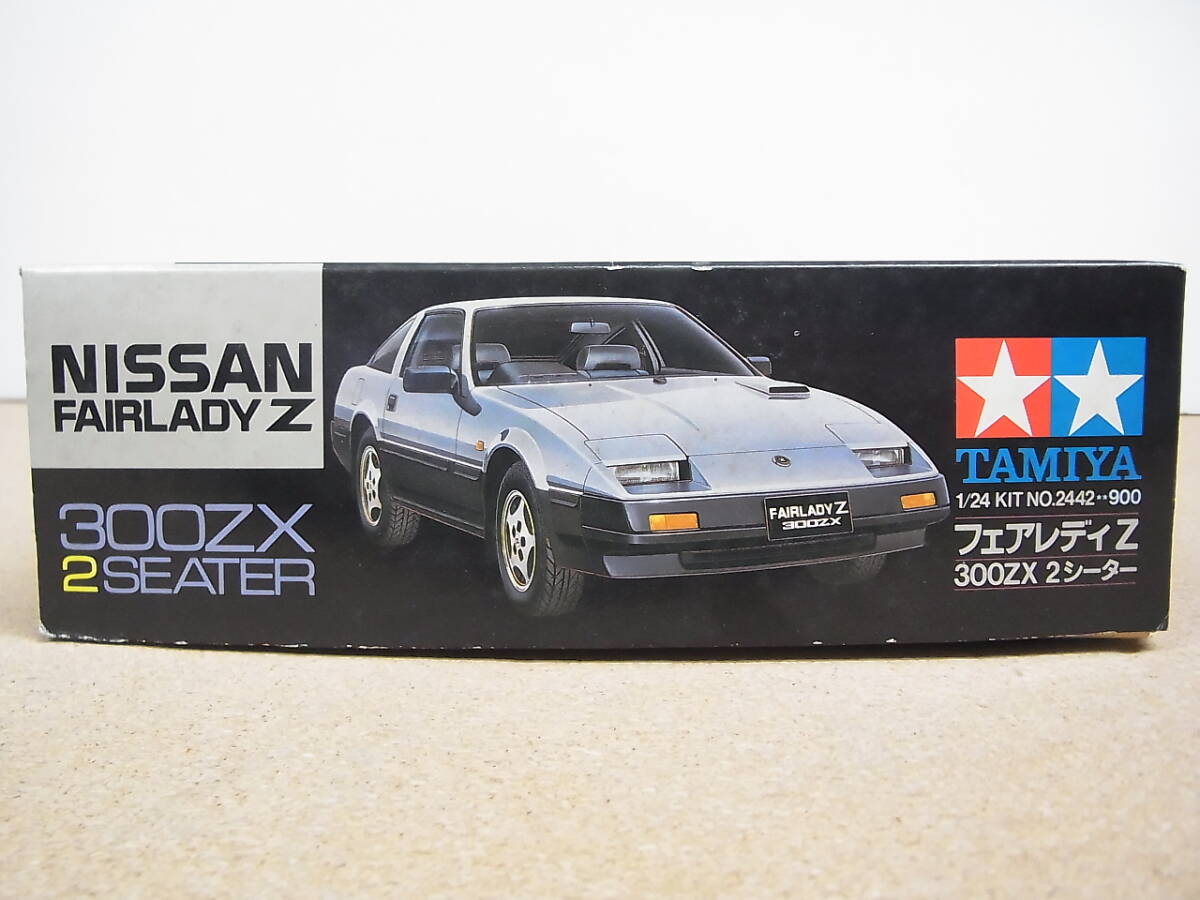 NISSAN
FAIRLADY Z
300ZX
2 SEATER
FAIRLADY Z
300ZX
TAMIYA
1/24 KIT NO.2442**900
フェアレディZ
300ZX 2シーター